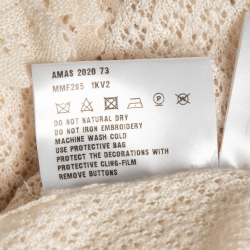 AMAS 2020 73
MMF285 1KV2
DO NOT NATURAL DRY
DO NOT IRON EMBROIDERY
MACHINE WASH COLD
USE PROTECTIVE BAG
PROTECT THE DECORATIONS WITH
PROTECTIVE CLING-FILM
REMOVE BUTTONS